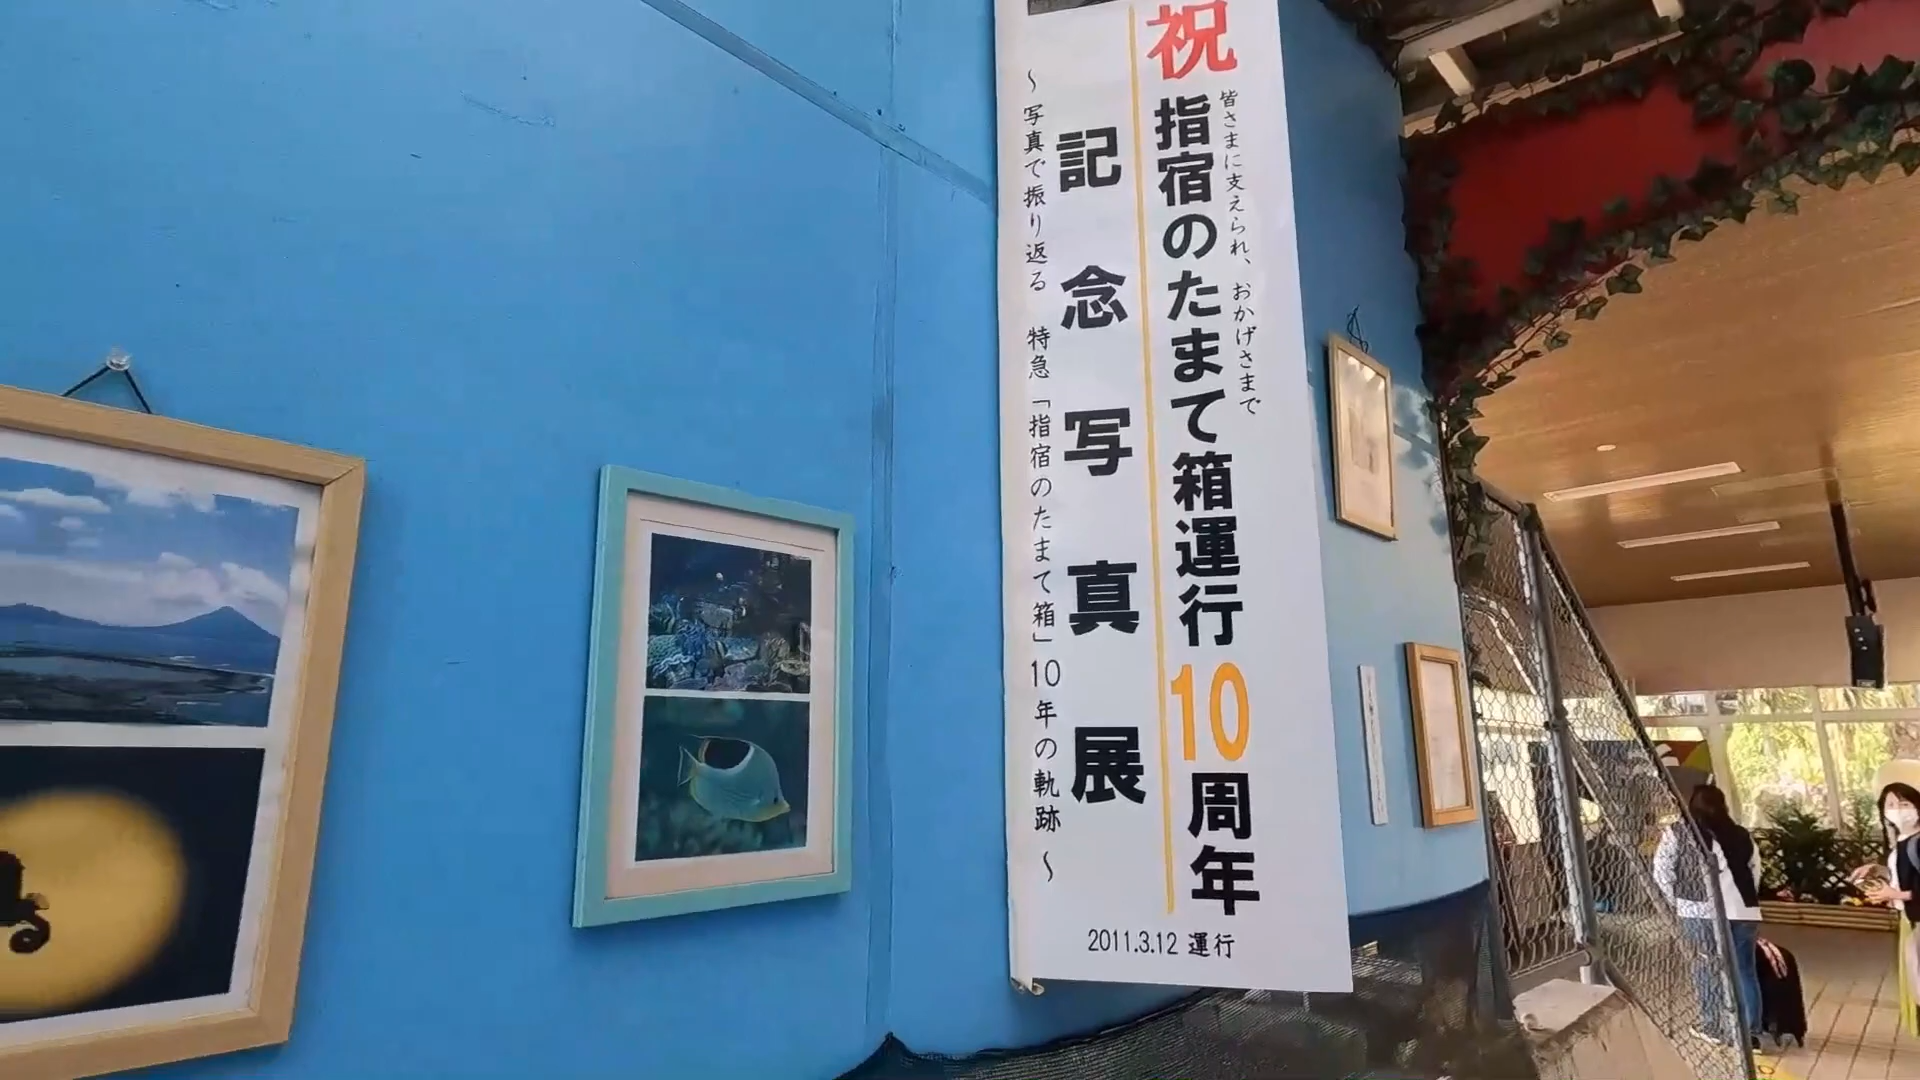 祝
皆さまに支えられ、おかげさまで
指宿のたまて箱運行10周年
記念写真展
～写真で振り返る 特急「指宿のたまて箱」10年の軌跡～
2011.3.12 運行